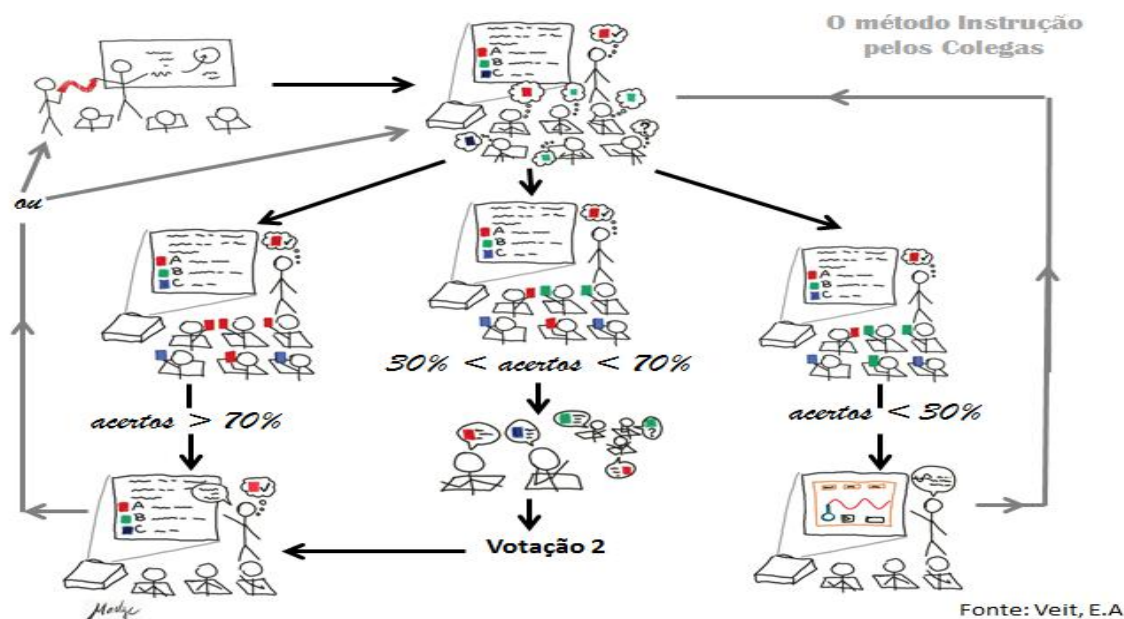 O método Instrução
pelos Colegas
A
B
C
?
ou
A
B
C
A
B
C
A
B
C
30% < acertos < 70%
acertos > 70%
acertos < 30%
?
A
B
C
Votação 2
Fonte: Veit, E.A